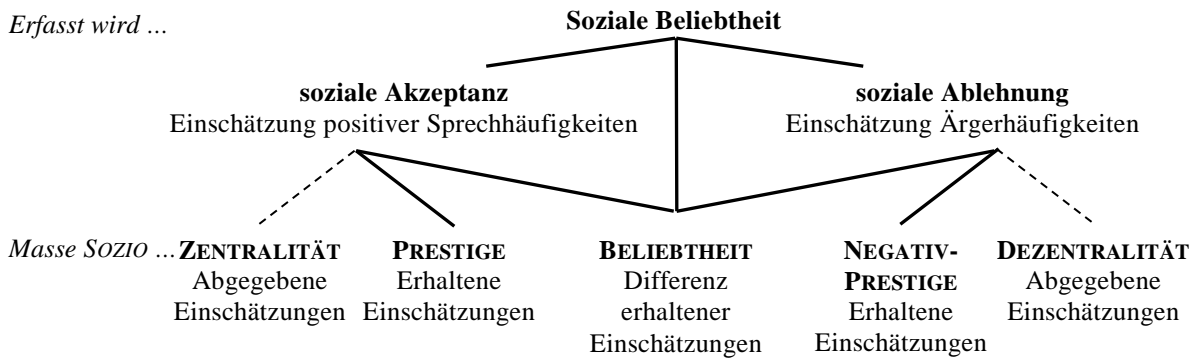 Erfasst wird ...
Soziale Beliebtheit
soziale Akzeptanz
Einschätzung positiver Sprechhäufigkeiten
soziale Ablehnung
Einschätzung Ärgerhäufigkeiten
Masse SOZIO ...
ZENTRALITÄT
Abgegebene
Einschätzungen
PRESTIGE
Erhaltene
Einschätzungen
BELIEBTHEIT
Differenz
erhaltener
Einschätzungen
NEGATIV-
PRESTIGE
Erhaltene
Einschätzungen
DEZENTRALITÄT
Abgegebene
Einschätzungen